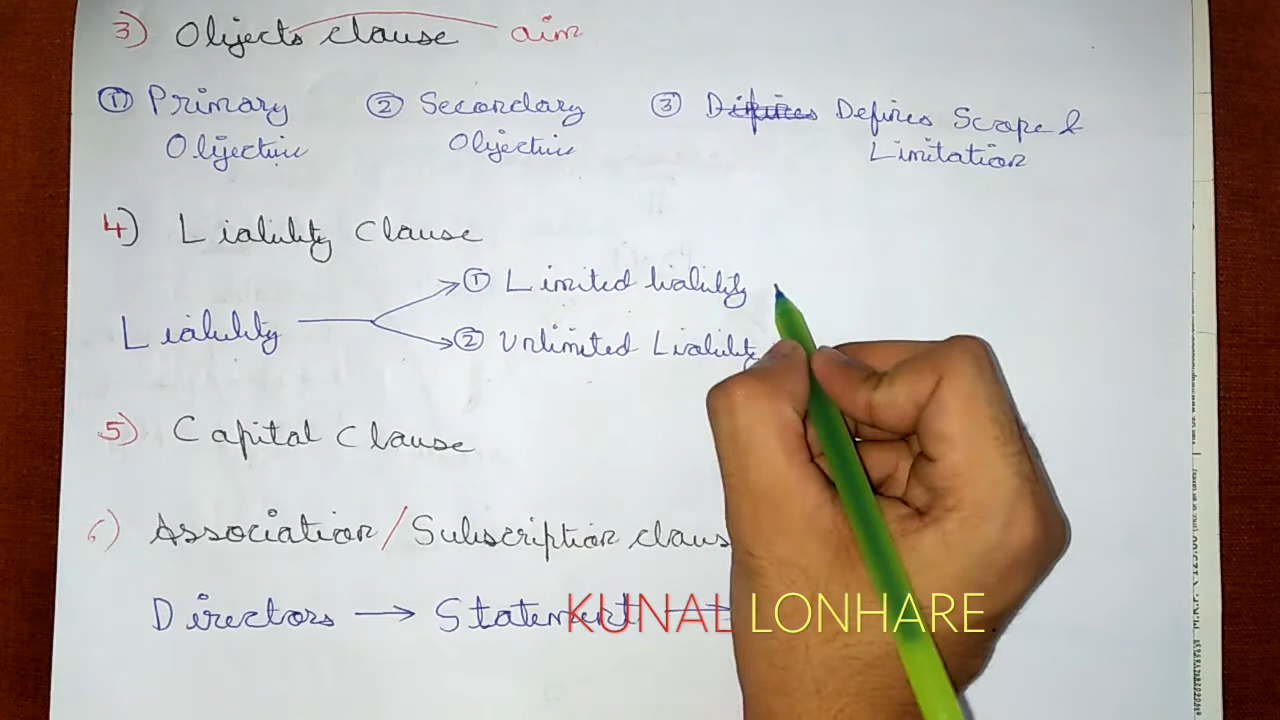 3) Objects clause aim
① Primary ② Secondary ③ Defines Scope &
Objective Objective Limitation
4) Liability Clause
① Limited liability
Liability
② Unlimited Liability
5) Capital Clause
6) Association/Subscription claus
Directors → Statement →
KUNAL LONHARE.